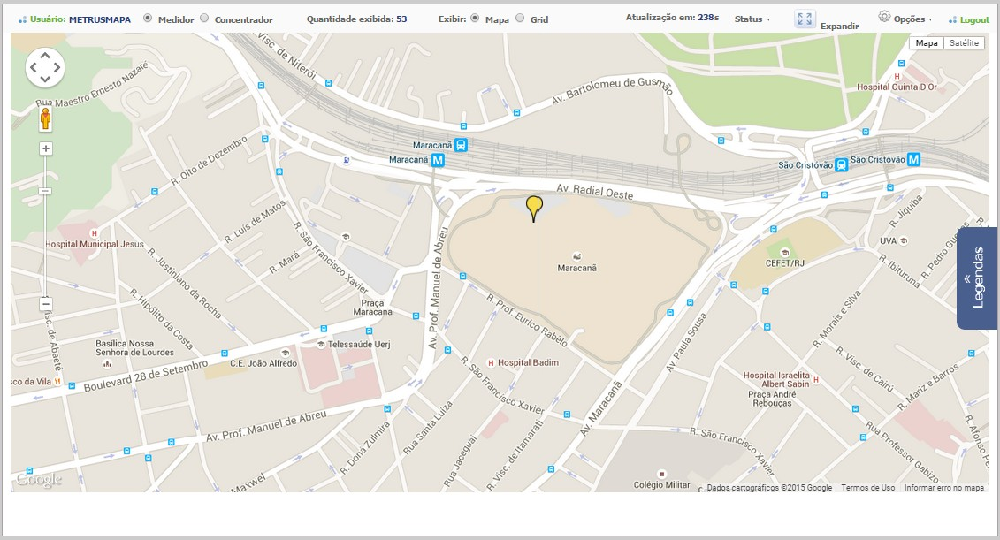 Usuário: METRUSMAPA Medidor Concentrador Quantidade exibida: 53 Exibir: Mapa Grid Atualização em: 238s Status Expandir Opções Logout
Mapa Satélite
Visc. de Niterói
Rua Maestro Ernesto Nazaré
Av. Bartolomeu de Gusmão
Hospital Quinta D'Or
H
Maracanã
Maracanã M
São Cristóvão
São Cristóvão M
R. Oito de Dezembro
Av. Radial Oeste
R. Jiquiba
R. Luís de Matos
H
Hospital Municipal Jesus
R. São Francisco Xavier
Av. Prof. Manuel de Abreu
UVA
R. Pedro Guedes
R. Justiniano da Rocha
R. Mará
Maracanã
CEFET/RJ
R. Ibituruna
« Legendas
R. Hipólito da Costa
Praça
Maracana
R. Prof. Eurico Rabêlo
R. Morais e Silva
Av. Paula Sousa
Visc. de Abaeté
Basílica Nossa
Senhora de Lourdes
Telessaúde Uerj
C.E. João Alfredo
H Hospital Badim
R. Visc. de Cairú
sco da Vila
Boulevard 28 de Setembro
R. São Francisco Xavier
Hospital Israelita
Albert Sabin H
Praça André
Rebouças
R. Mariz e Barros
Av. Maracanã
Av. Prof. Manuel de Abreu
R. Dona Zulmira
Rua Santa Luíza
Rua Jaceguai
R. Visc. de Itamarati
R. São Francisco Xavier
Rua Professor Gabizo
R. Afonso Pe
Maxwel
Google
Colégio Militar
Dados cartográficos ©2015 Google Termos de Uso Informar erro no mapa